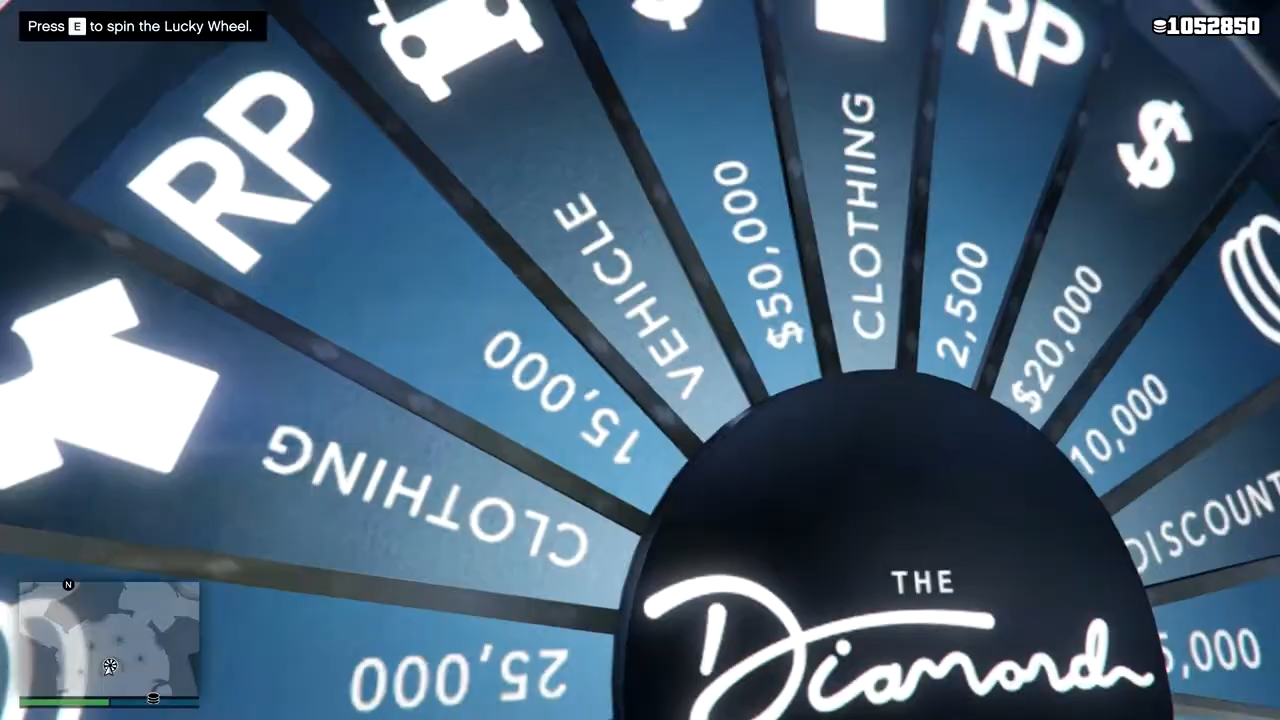 Press E to spin the Lucky Wheel.
1052850
RP
RP
$
CLOTHING
$50,000
VEHICLE
2,500
$20,000
15,000
10,000
CLOTHING
DISCOUNT
THE
Diamond
25,000
5,000
N